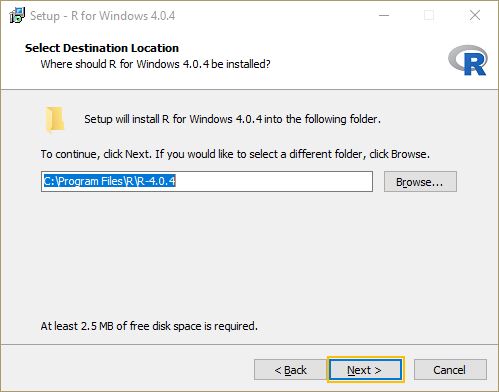 Setup - R for Windows 4.0.4
Select Destination Location
Where should R for Windows 4.0.4 be installed?
R
Setup will install R for Windows 4.0.4 into the following folder.
To continue, click Next. If you would like to select a different folder, click Browse.
C:\Program Files\R\R-4.0.4
Browse...
At least 2.5 MB of free disk space is required.
< Back
Next >
Cancel